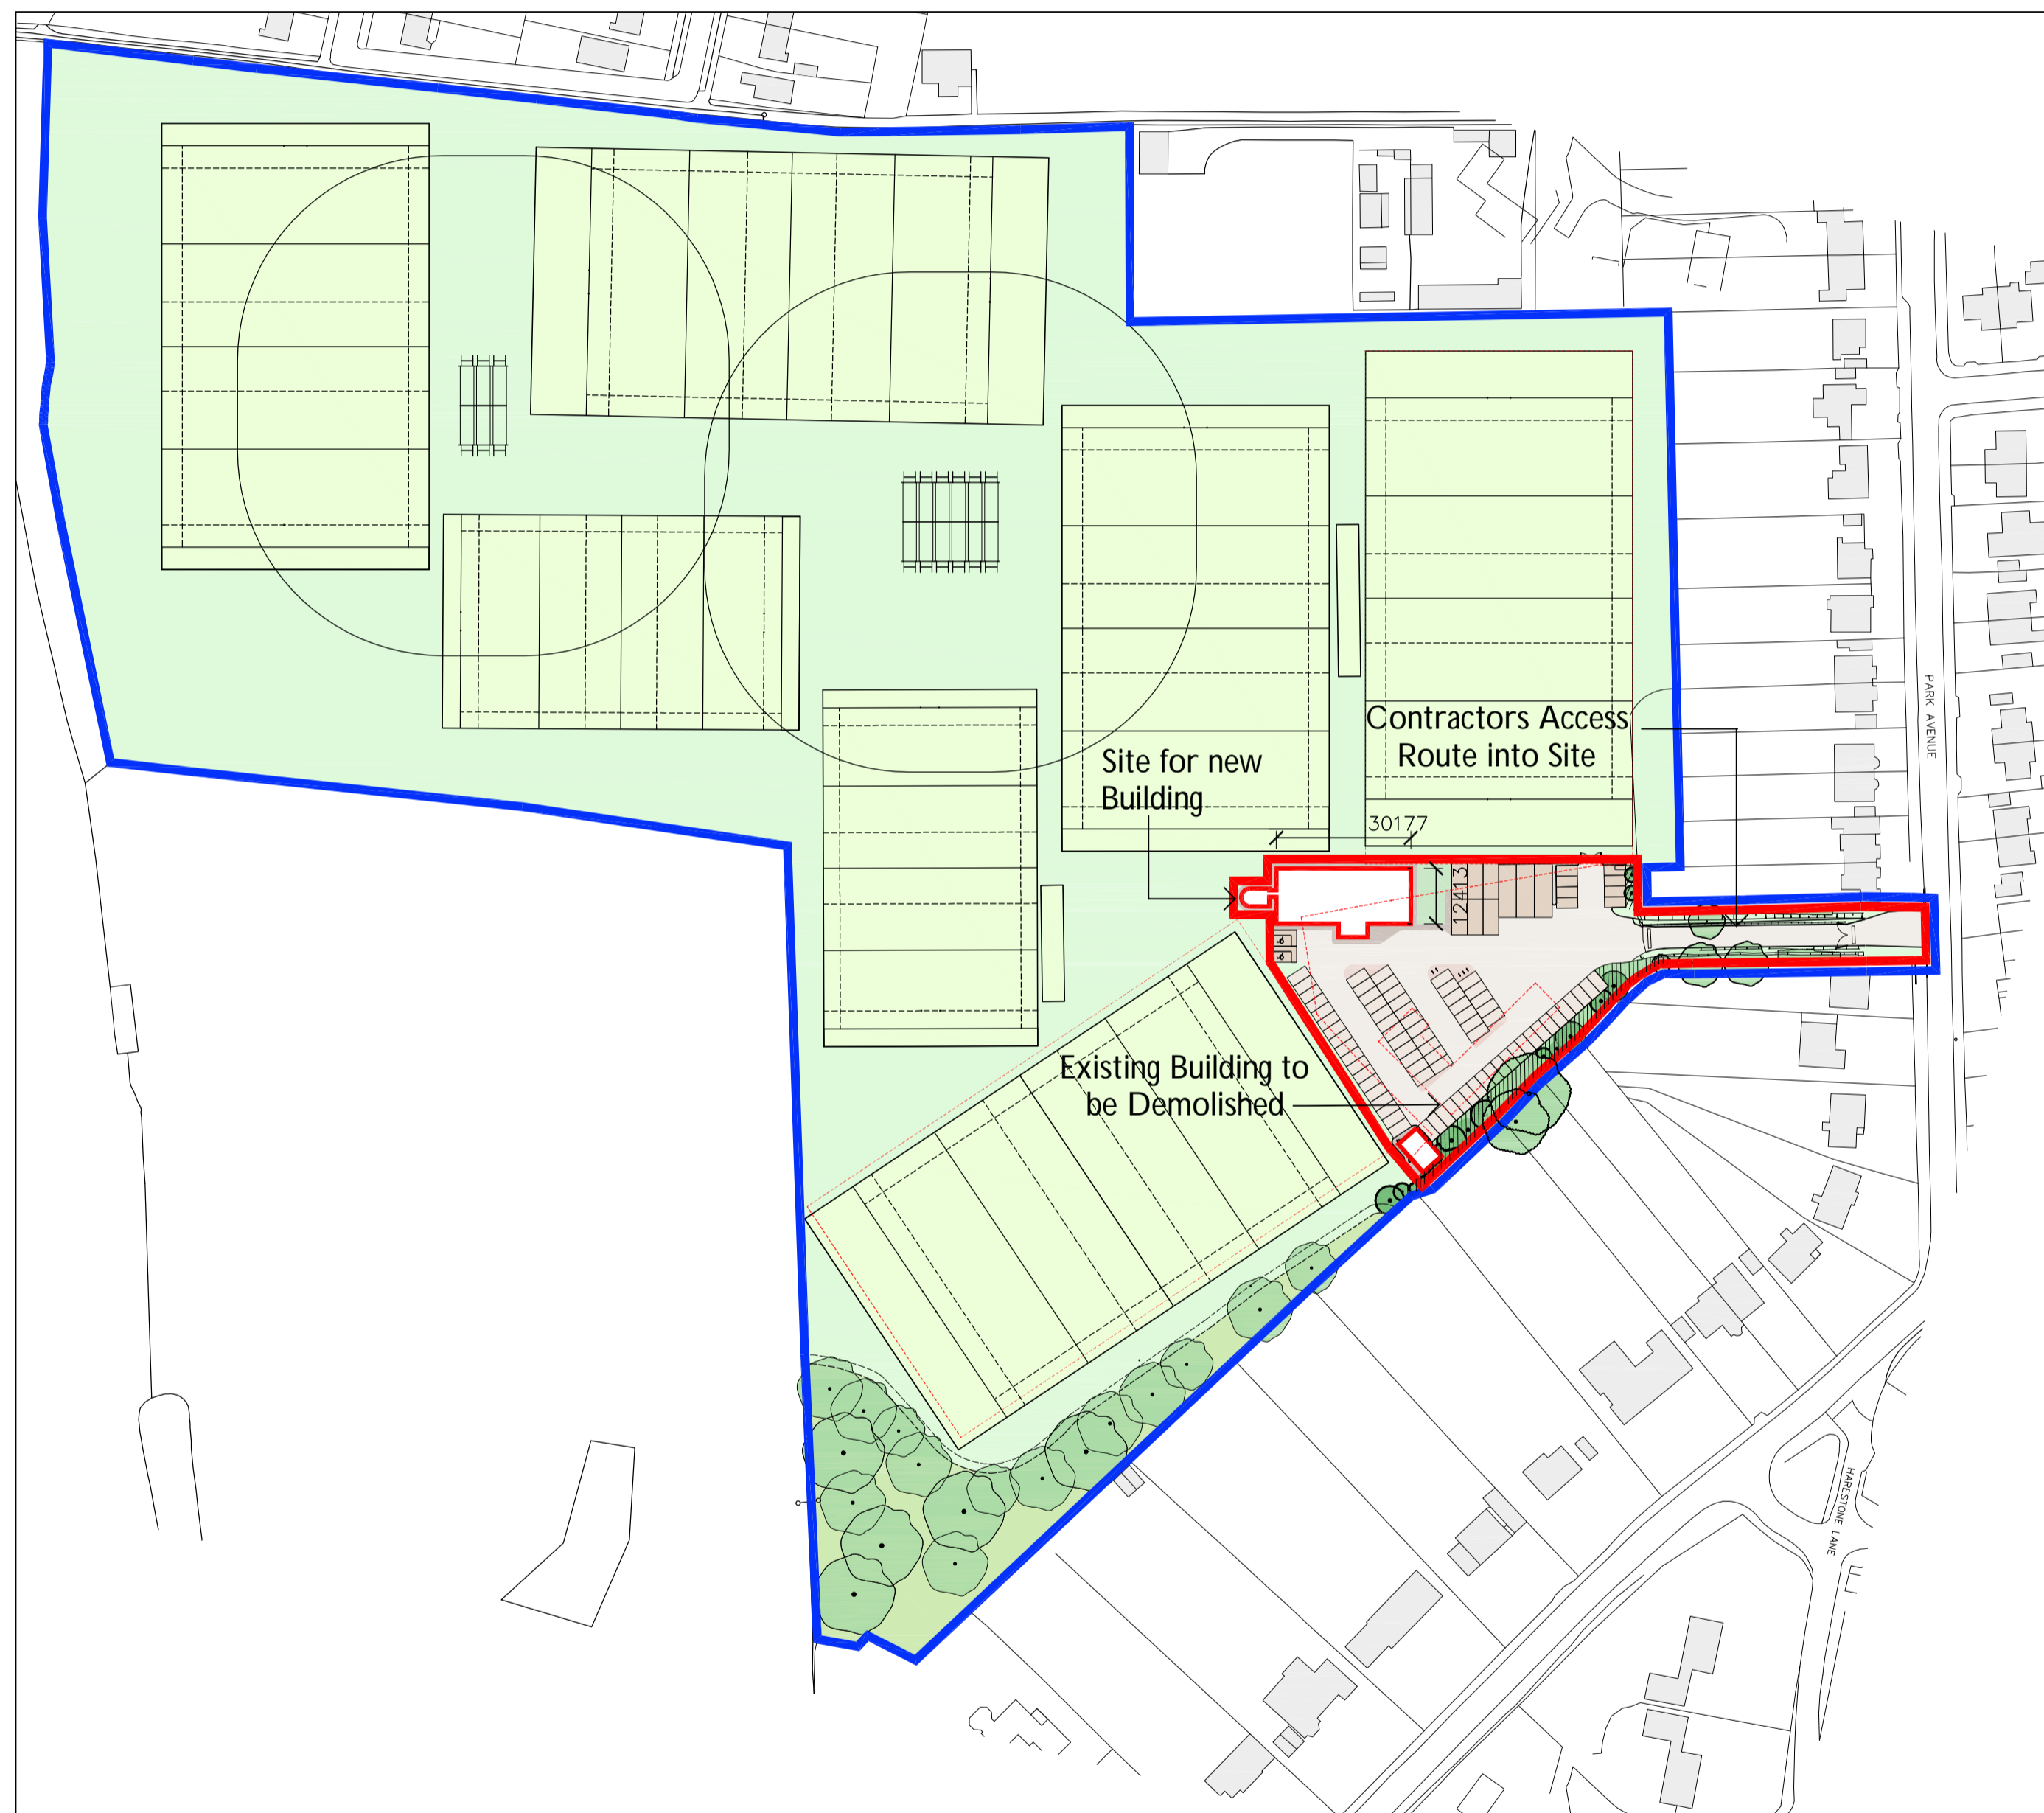 Contractors Access
Route into Site
Site for new
Building
30177
12413
Existing Building to
be Demolished
PARK AVENUE
HARESTONE LANE